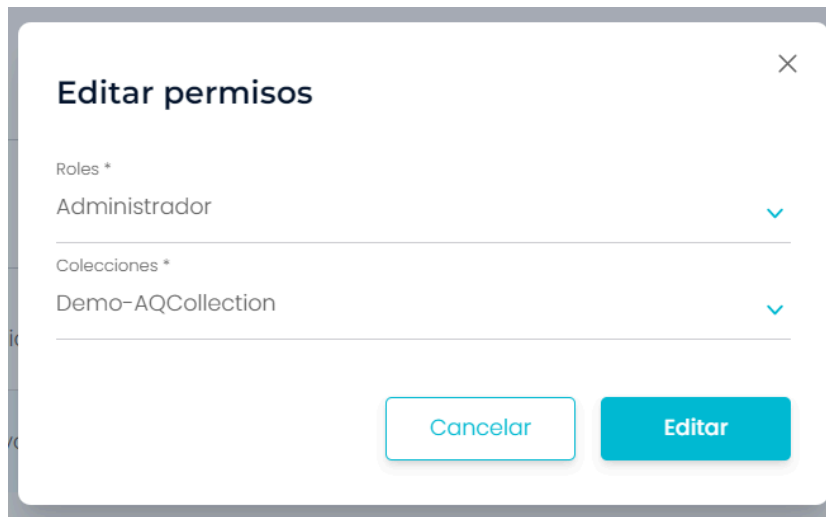 Editar permisos
Roles *
Administrador
Colecciones *
Demo-AQCollection
Cancelar
Editar